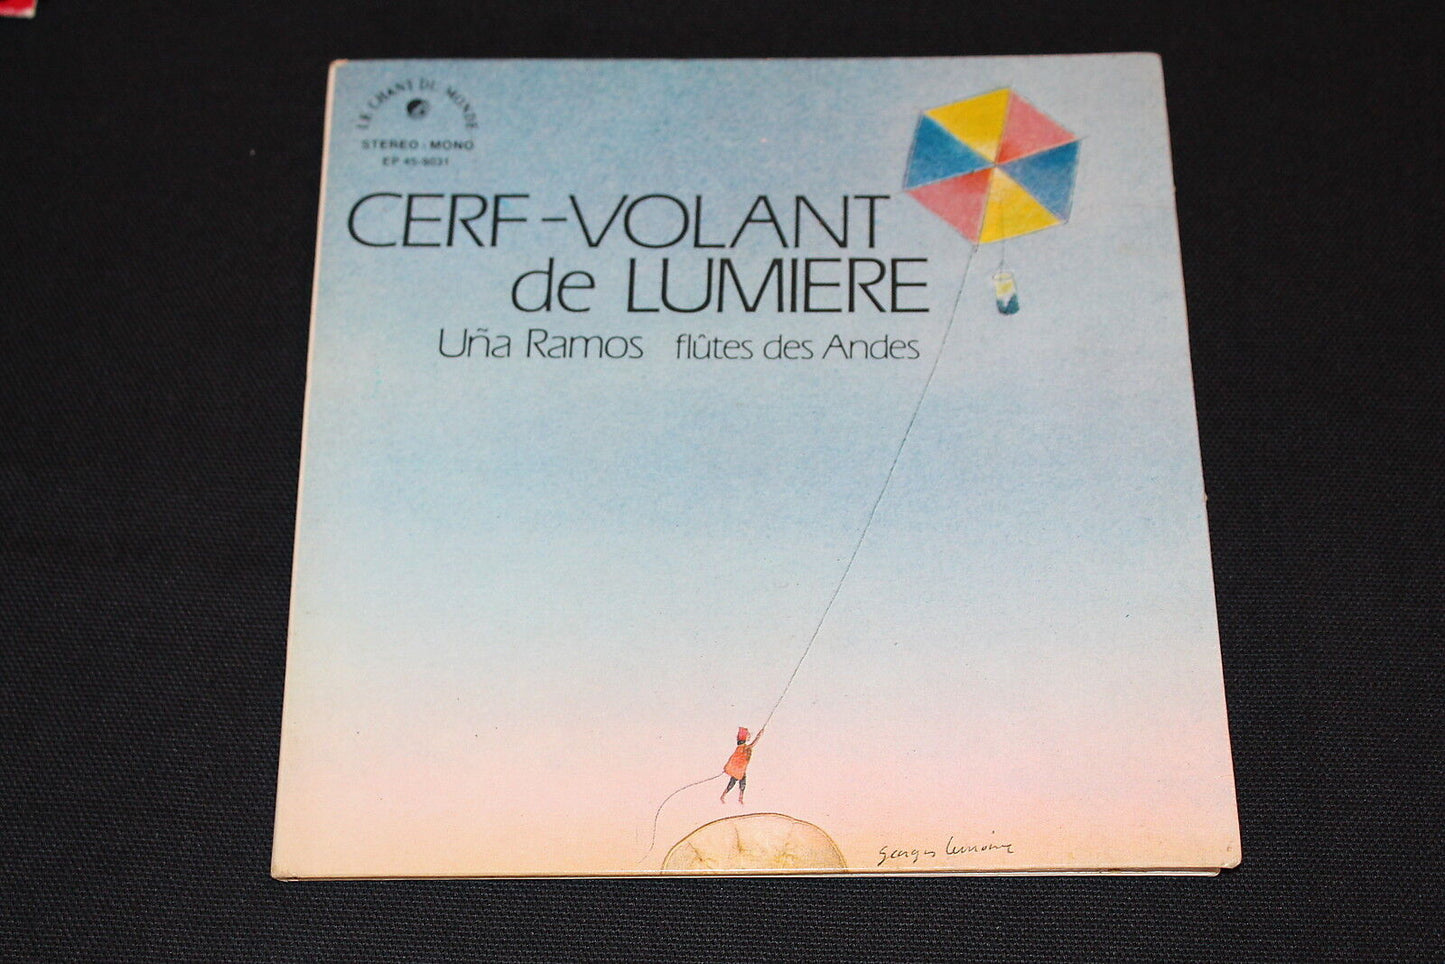 LE CHANT DU MONDE
STEREO - MONO
EP 45-9031
CERF-VOLANT
de LUMIERE
Uña Ramos flûtes des Andes
georges lemoine